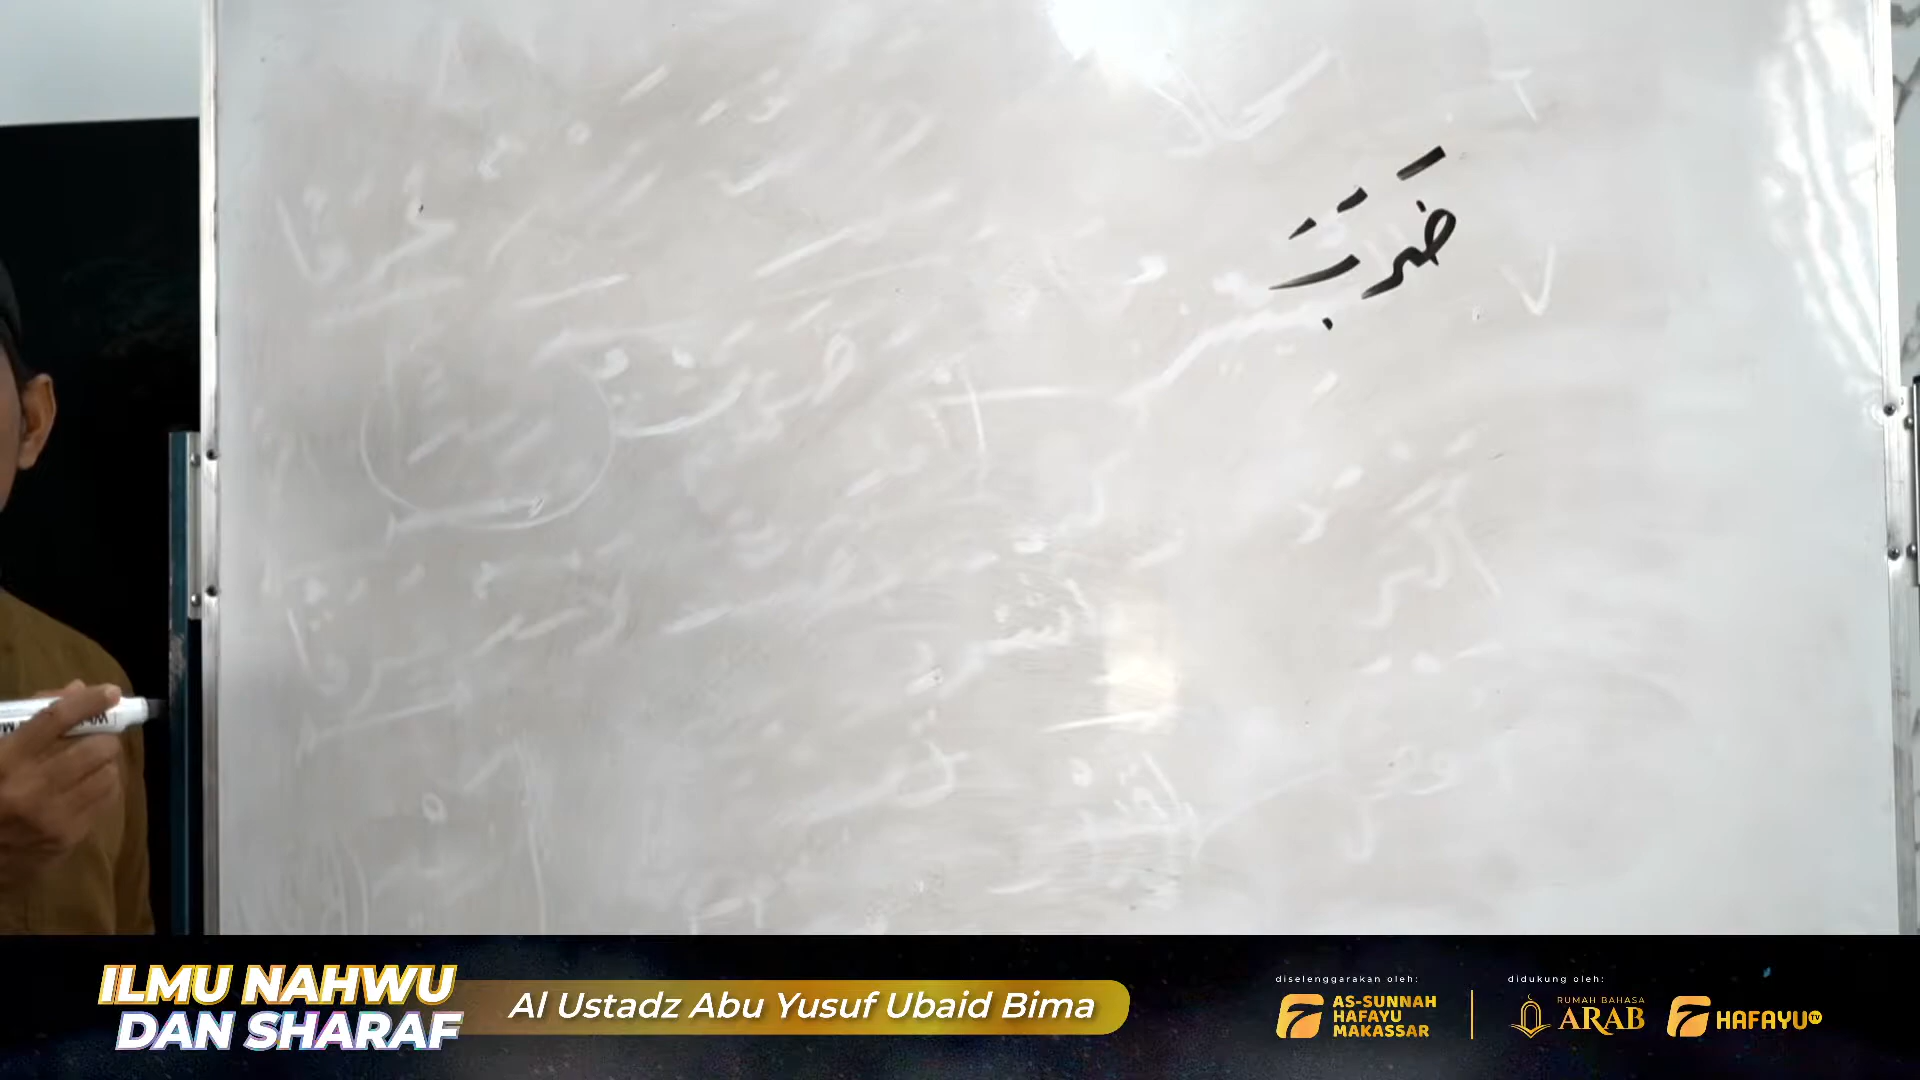 ضَرَبَ
ILMU NAHWU
DAN SHARAF
Al Ustadz Abu Yusuf Ubaid Bima
diselenggarakan oleh:
AS-SUNNAH
HAFAYU
MAKASSAR
didukung oleh:
RUMAH BAHASA
ARAB
HAFAYU TV